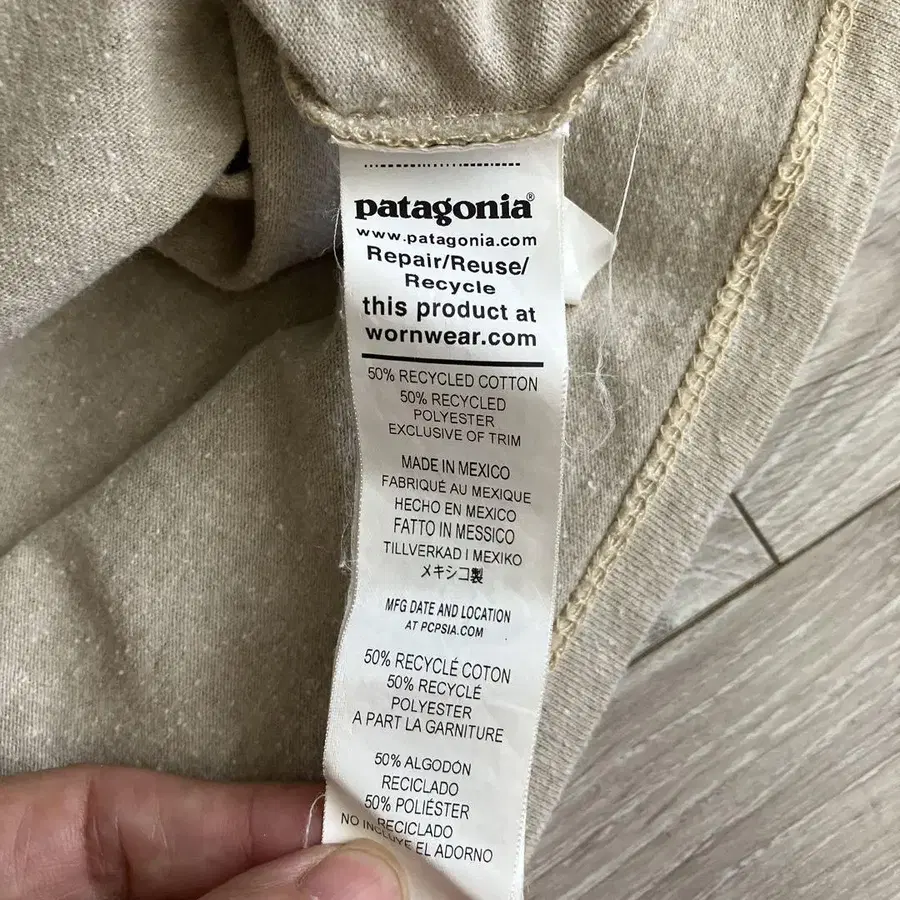 patagonia®
www.patagonia.com
Repair/Reuse/
Recycle
this product at
wornwear.com
50% RECYCLED COTTON
50% RECYCLED
POLYESTER
EXCLUSIVE OF TRIM
MADE IN MEXICO
FABRIQUÉ AU MEXIQUE
HECHO EN MEXICO
FATTO IN MESSICO
TILLVERKAD I MEXIKO
メキシコ製
MFG DATE AND LOCATION
AT PCPSIA.COM
50% RECYCLÉ COTON
50% RECYCLÉ
POLYESTER
A PART LA GARNITURE
50% ALGODÓN
RECICLADO
50% POLIÉSTER
RECICLADO
NO INCLUYE EL ADORNO